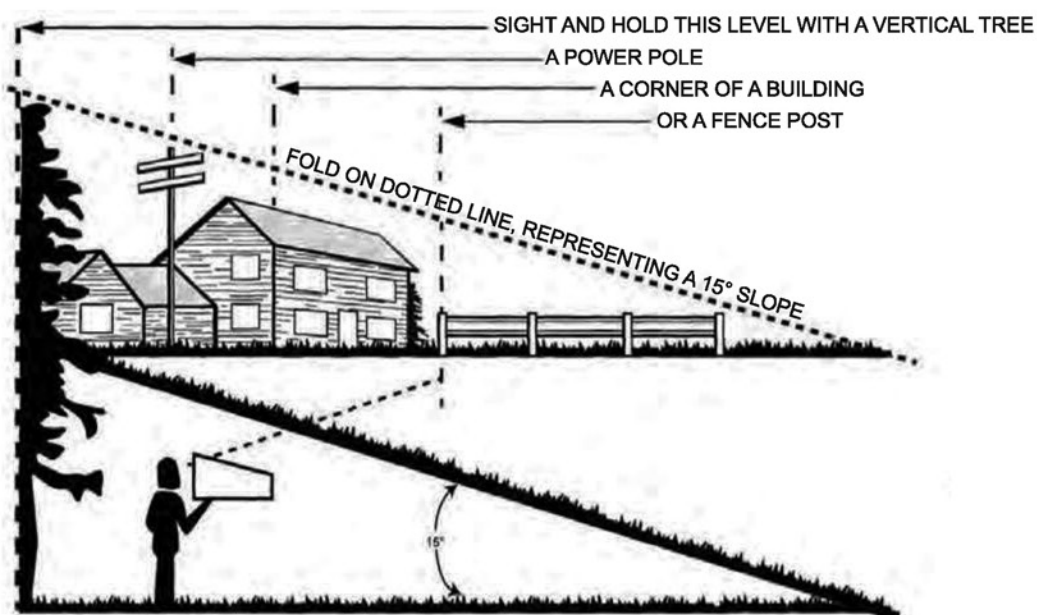 SIGHT AND HOLD THIS LEVEL WITH A VERTICAL TREE
A POWER POLE
A CORNER OF A BUILDING
OR A FENCE POST
FOLD ON DOTTED LINE, REPRESENTING A 15° SLOPE
15°